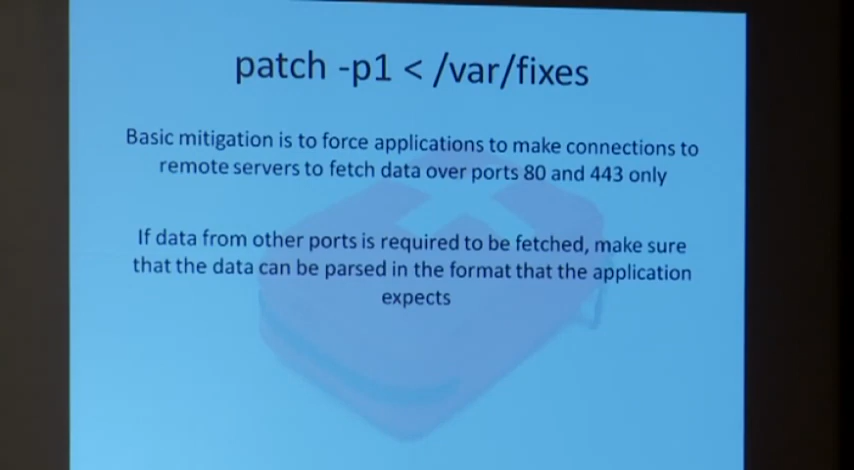 patch -p1 < /var/fixes
Basic mitigation is to force applications to make connections to
remote servers to fetch data over ports 80 and 443 only
If data from other ports is required to be fetched, make sure
that the data can be parsed in the format that the application
expects